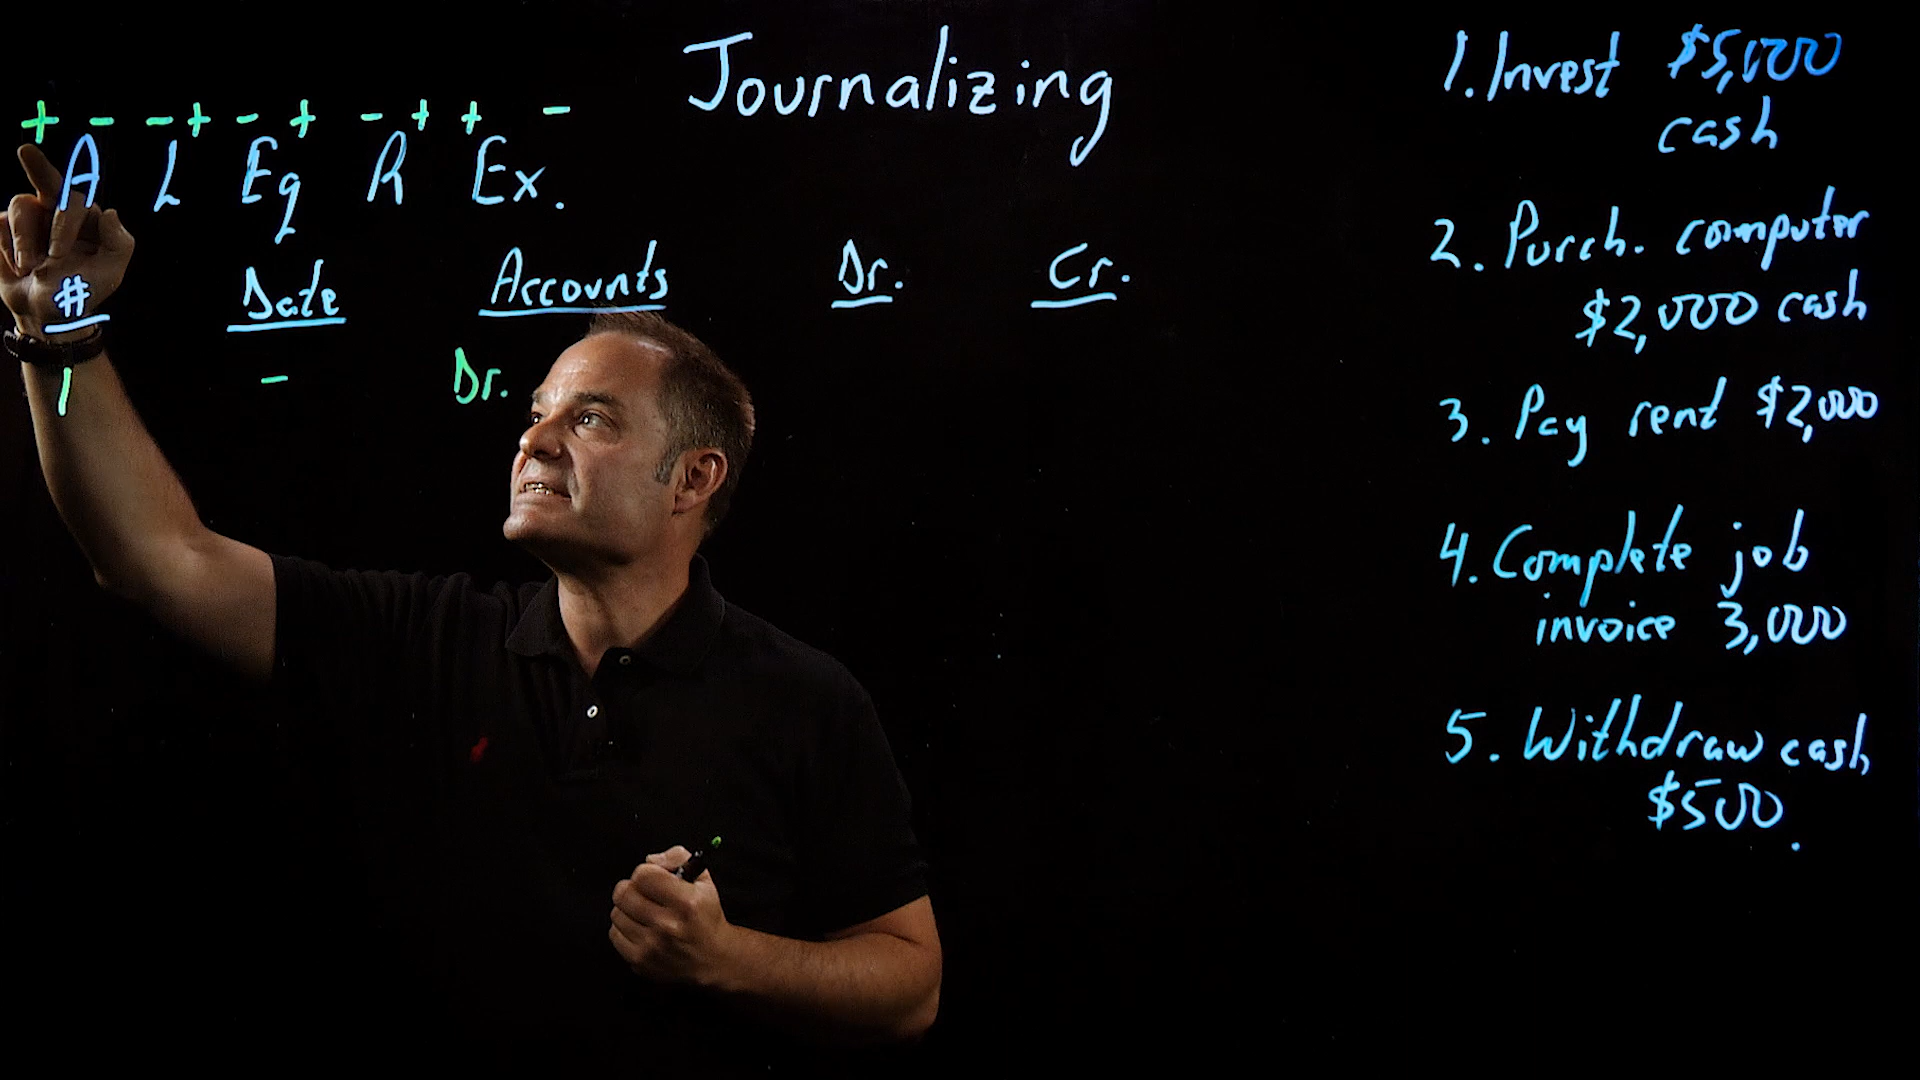 Journalizing
+ - - + - + - + + -
A L Eq R Ex.
# Date Accounts Dr. Cr.
1 - Dr.
1. Invest $5,000
cash
2. Purch. computer
$2,000 cash
3. Pay rent $2,000
4. Complete job
invoice 3,000
5. Withdraw cash
$500.